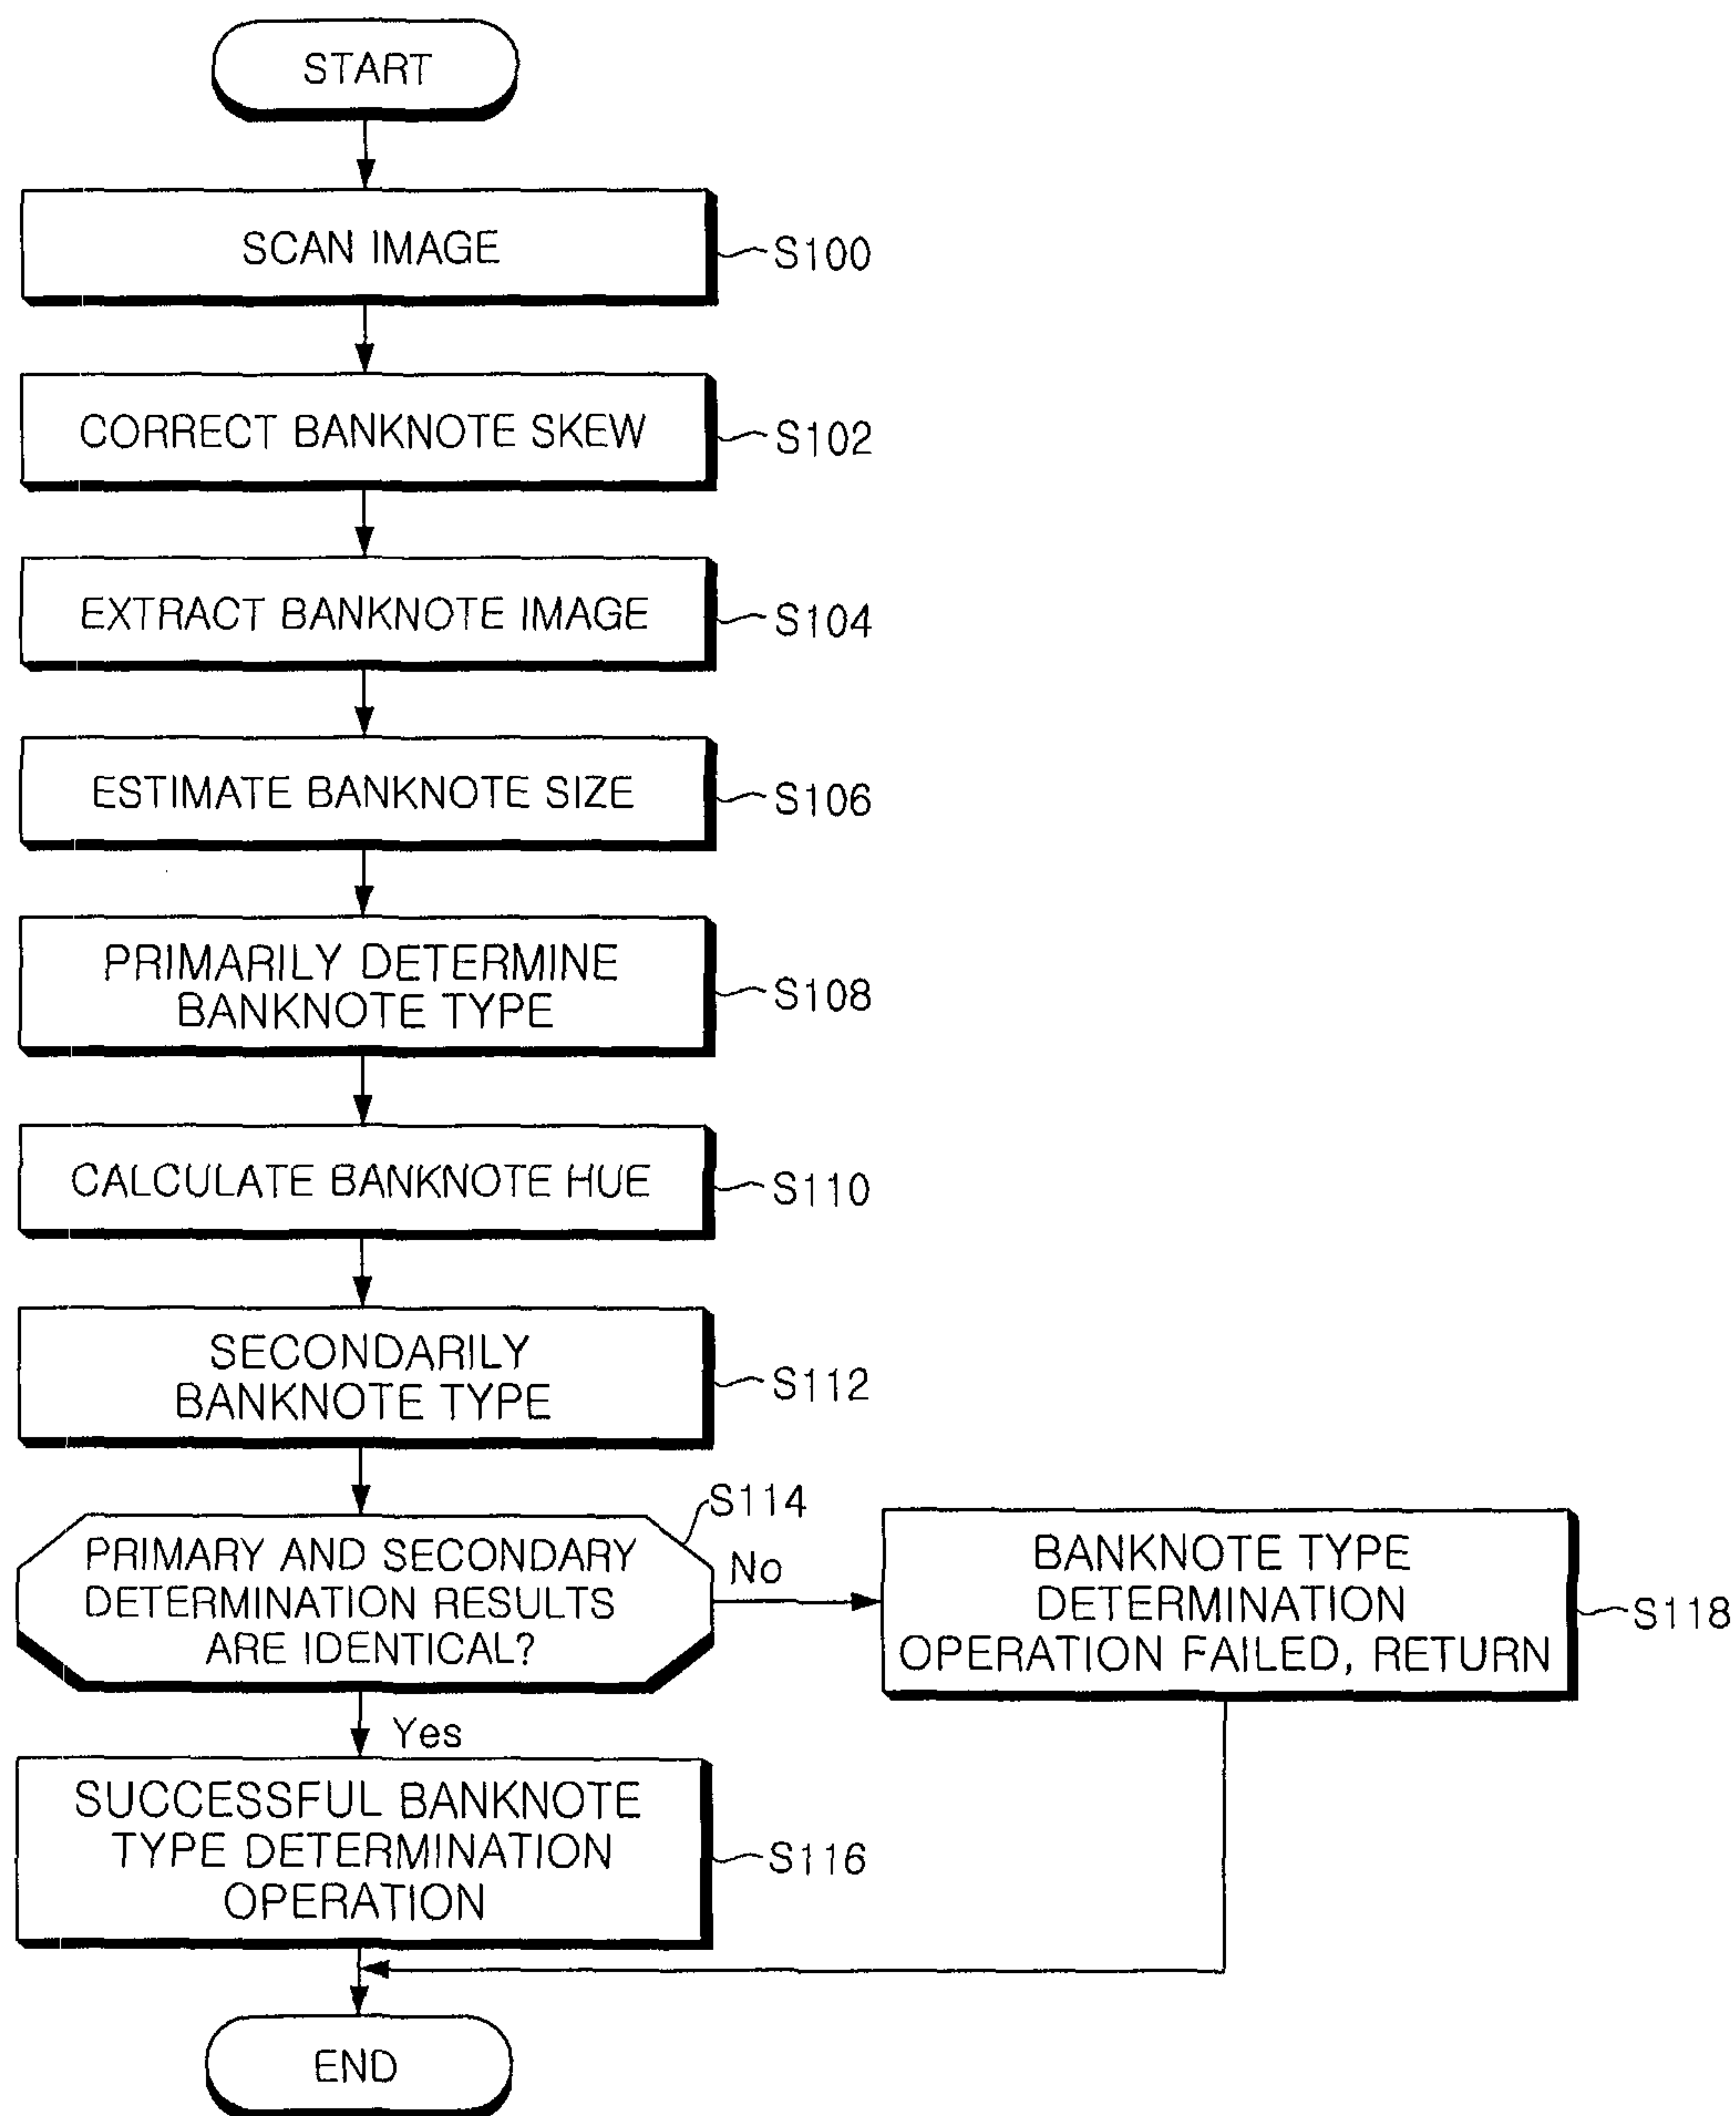 START
SCAN IMAGE
S100
CORRECT BANKNOTE SKEW
S102
EXTRACT BANKNOTE IMAGE
S104
ESTIMATE BANKNOTE SIZE
S106
PRIMARILY DETERMINE
BANKNOTE TYPE
S108
CALCULATE BANKNOTE HUE
S110
SECONDARILY
BANKNOTE TYPE
S112
S114
PRIMARY AND SECONDARY
DETERMINATION RESULTS
ARE IDENTICAL?
No
BANKNOTE TYPE
DETERMINATION
OPERATION FAILED, RETURN
S118
Yes
SUCCESSFUL BANKNOTE
TYPE DETERMINATION
OPERATION
S116
END